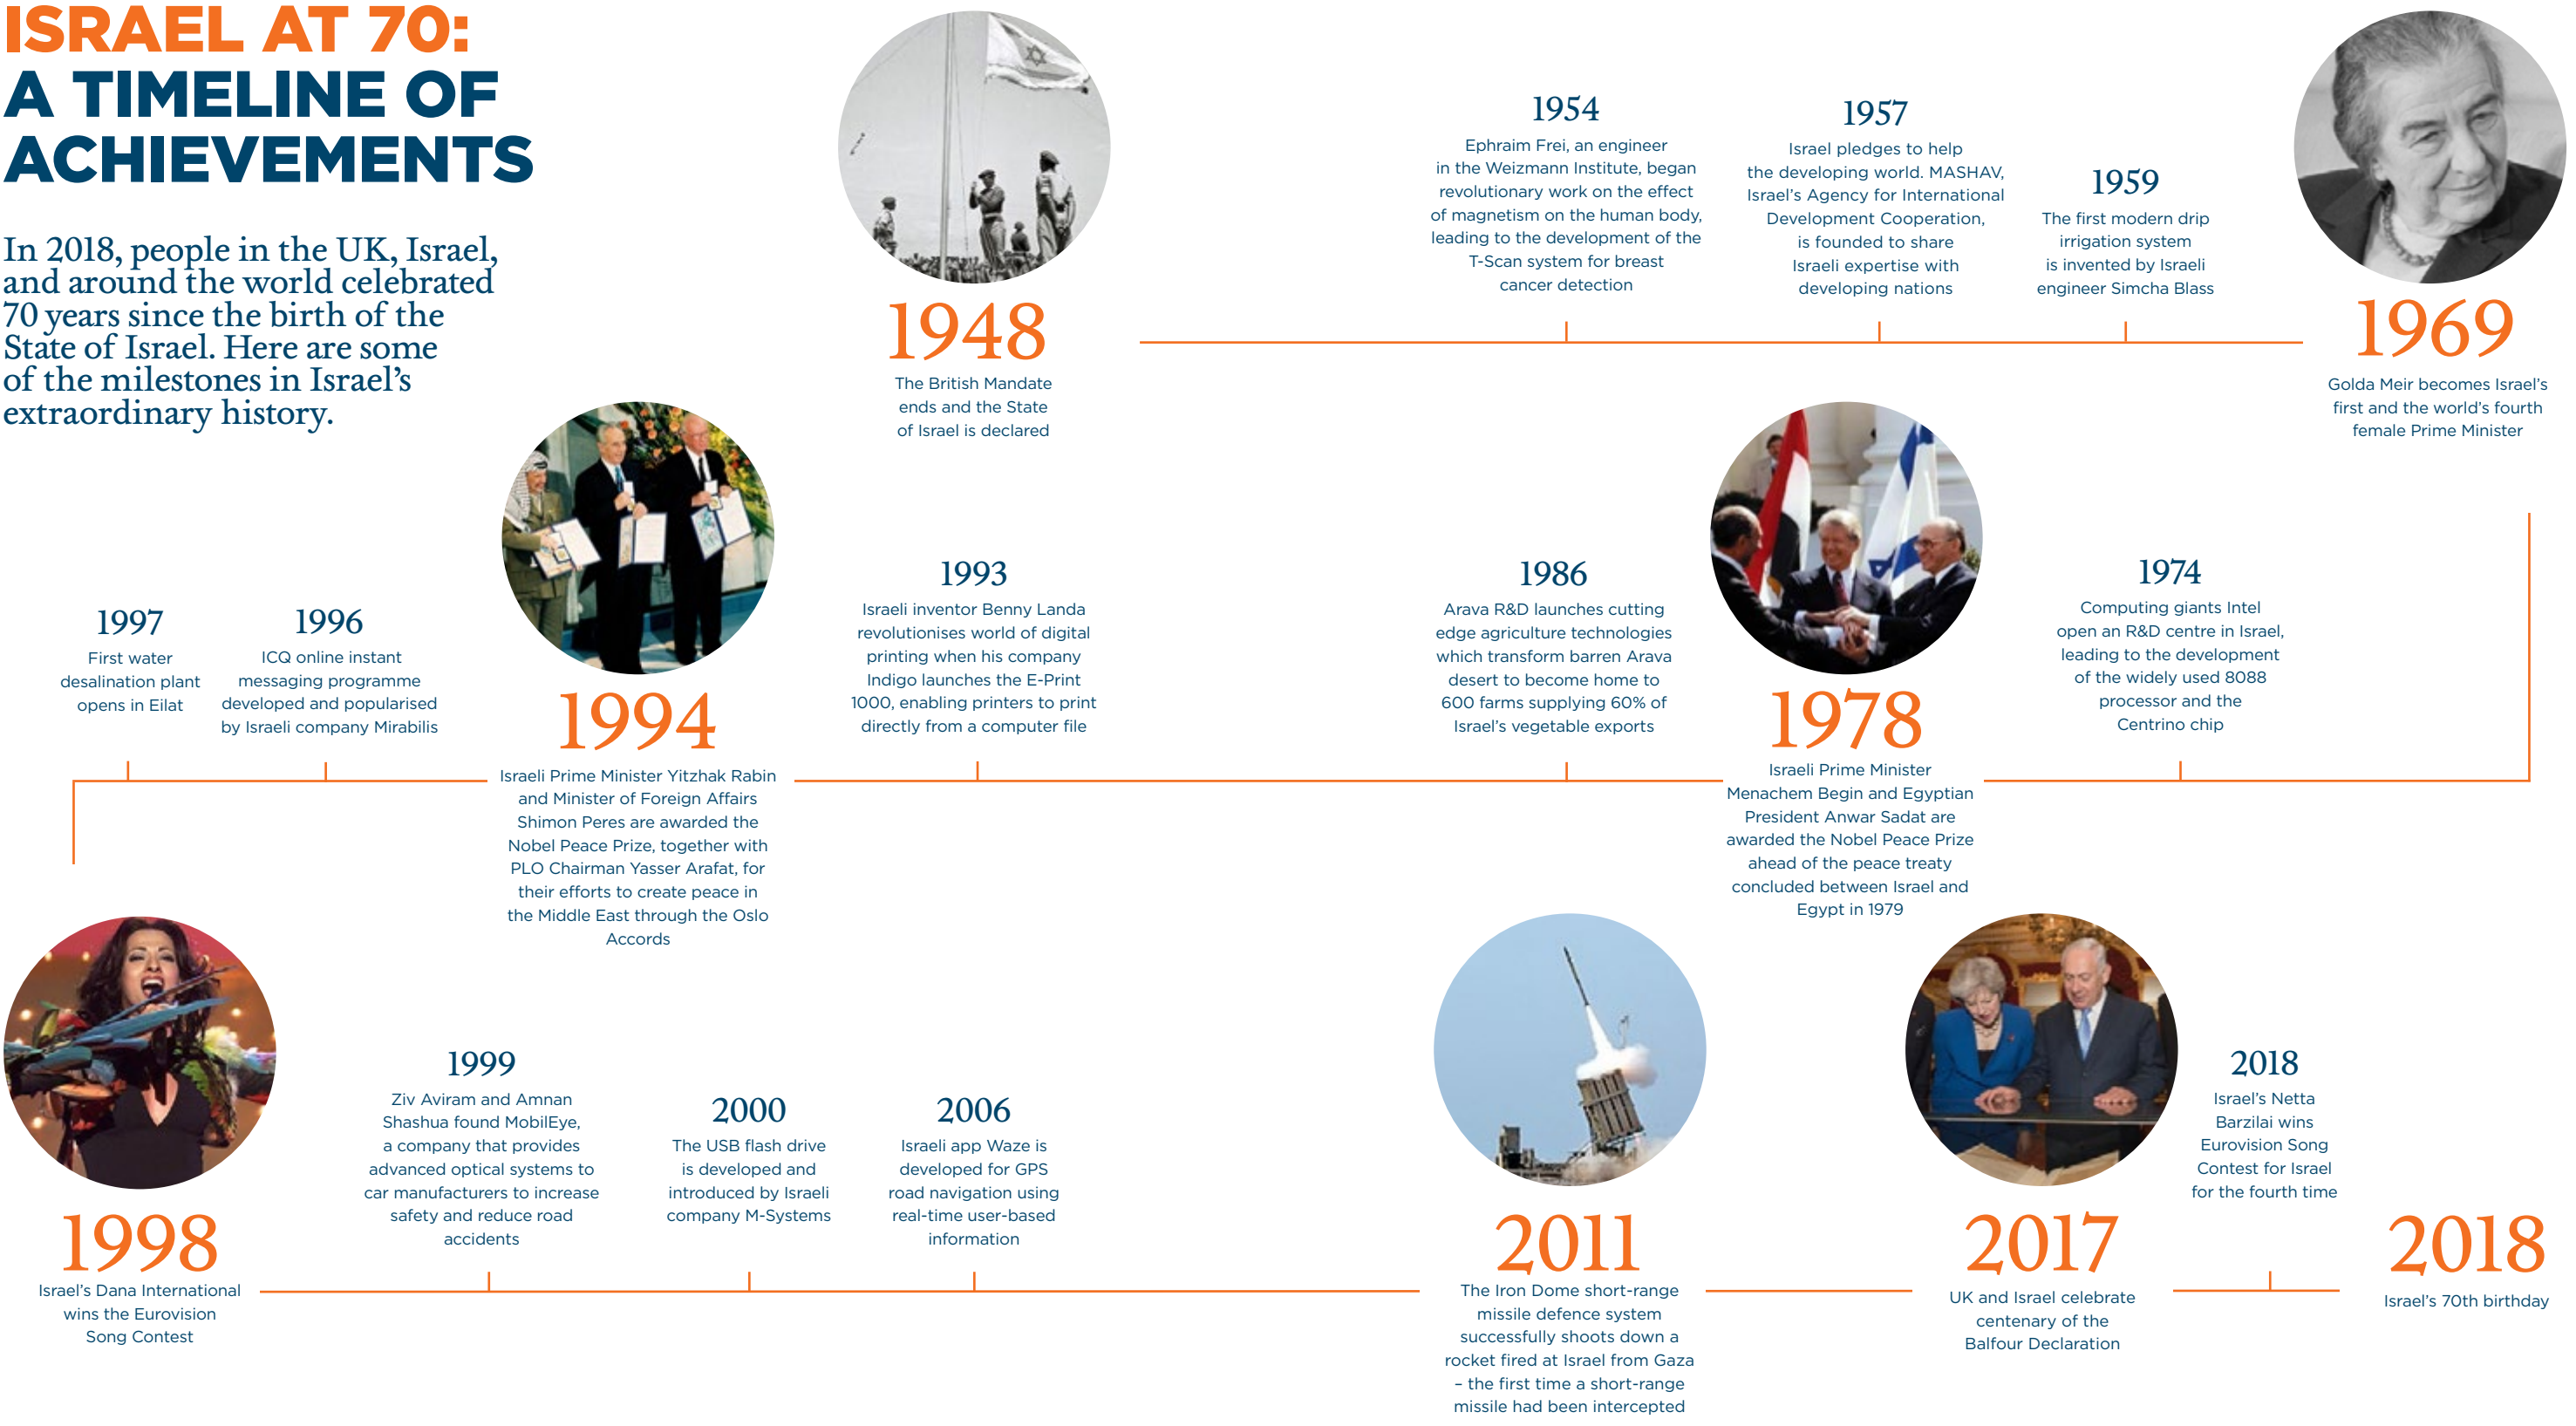 ISRAEL AT 70:
A TIMELINE OF
ACHIEVEMENTS
In 2018, people in the UK, Israel,
and around the world celebrated
70 years since the birth of the
State of Israel. Here are some
of the milestones in Israel's
extraordinary history.
1948
The British Mandate
ends and the State
of Israel is declared
1954
Ephraim Frei, an engineer
in the Weizmann Institute, began
revolutionary work on the effect
of magnetism on the human body,
leading to the development of the
T-Scan system for breast
cancer detection
1957
Israel pledges to help
the developing world. MASHAV,
Israel's Agency for International
Development Cooperation,
is founded to share
Israeli expertise with
developing nations
1959
The first modern drip
irrigation system
is invented by Israeli
engineer Simcha Blass
1969
Golda Meir becomes Israel's
first and the world's fourth
female Prime Minister
1974
Computing giants Intel
open an R&D centre in Israel,
leading to the development
of the widely used 8088
processor and the
Centrino chip
1978
Israeli Prime Minister
Menachem Begin and Egyptian
President Anwar Sadat are
awarded the Nobel Peace Prize
ahead of the peace treaty
concluded between Israel and
Egypt in 1979
1986
Arava R&D launches cutting
edge agriculture technologies
which transform barren Arava
desert to become home to
600 farms supplying 60% of
Israel's vegetable exports
1993
Israeli inventor Benny Landa
revolutionises world of digital
printing when his company
Indigo launches the E-Print
1000, enabling printers to print
directly from a computer file
1994
Israeli Prime Minister Yitzhak Rabin
and Minister of Foreign Affairs
Shimon Peres are awarded the
Nobel Peace Prize, together with
PLO Chairman Yasser Arafat, for
their efforts to create peace in
the Middle East through the Oslo
Accords
1996
ICQ online instant
messaging programme
developed and popularised
by Israeli company Mirabilis
1997
First water
desalination plant
opens in Eilat
1998
Israel's Dana International
wins the Eurovision
Song Contest
1999
Ziv Aviram and Amnan
Shashua found MobilEye,
a company that provides
advanced optical systems to
car manufacturers to increase
safety and reduce road
accidents
2000
The USB flash drive
is developed and
introduced by Israeli
company M-Systems
2006
Israeli app Waze is
developed for GPS
road navigation using
real-time user-based
information
2011
The Iron Dome short-range
missile defence system
successfully shoots down a
rocket fired at Israel from Gaza
– the first time a short-range
missile had been intercepted
2017
UK and Israel celebrate
centenary of the
Balfour Declaration
2018
Israel's Netta
Barzilai wins
Eurovision Song
Contest for Israel
for the fourth time
2018
Israel's 70th birthday